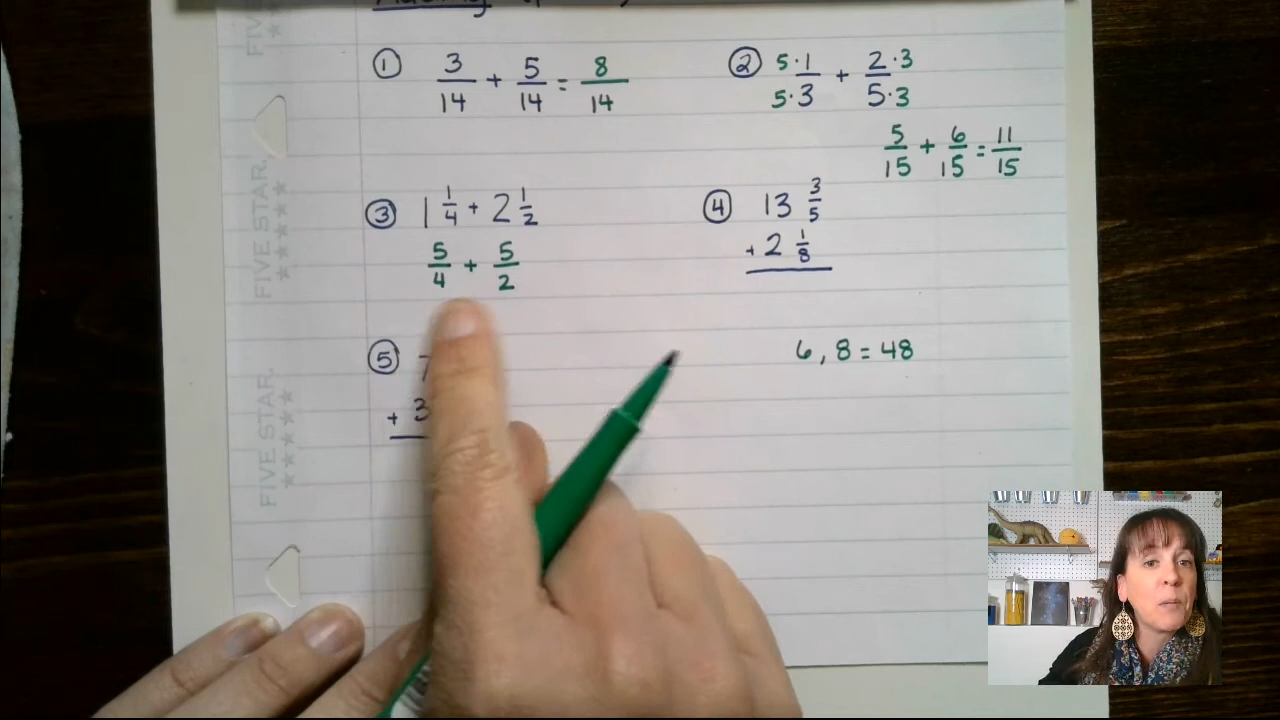 ① 3/14 + 5/14 = 8/14
② 5·1/5·3 + 2·3/5·3
5/15 + 6/15 = 11/15
③ 1 1/4 + 2 1/2
5/4 + 5/2
④ 13 3/5
+ 2 1/8
6, 8 = 48
⑤
+ 3
FIVE STAR
FIVE STAR.
FIVE STAR.